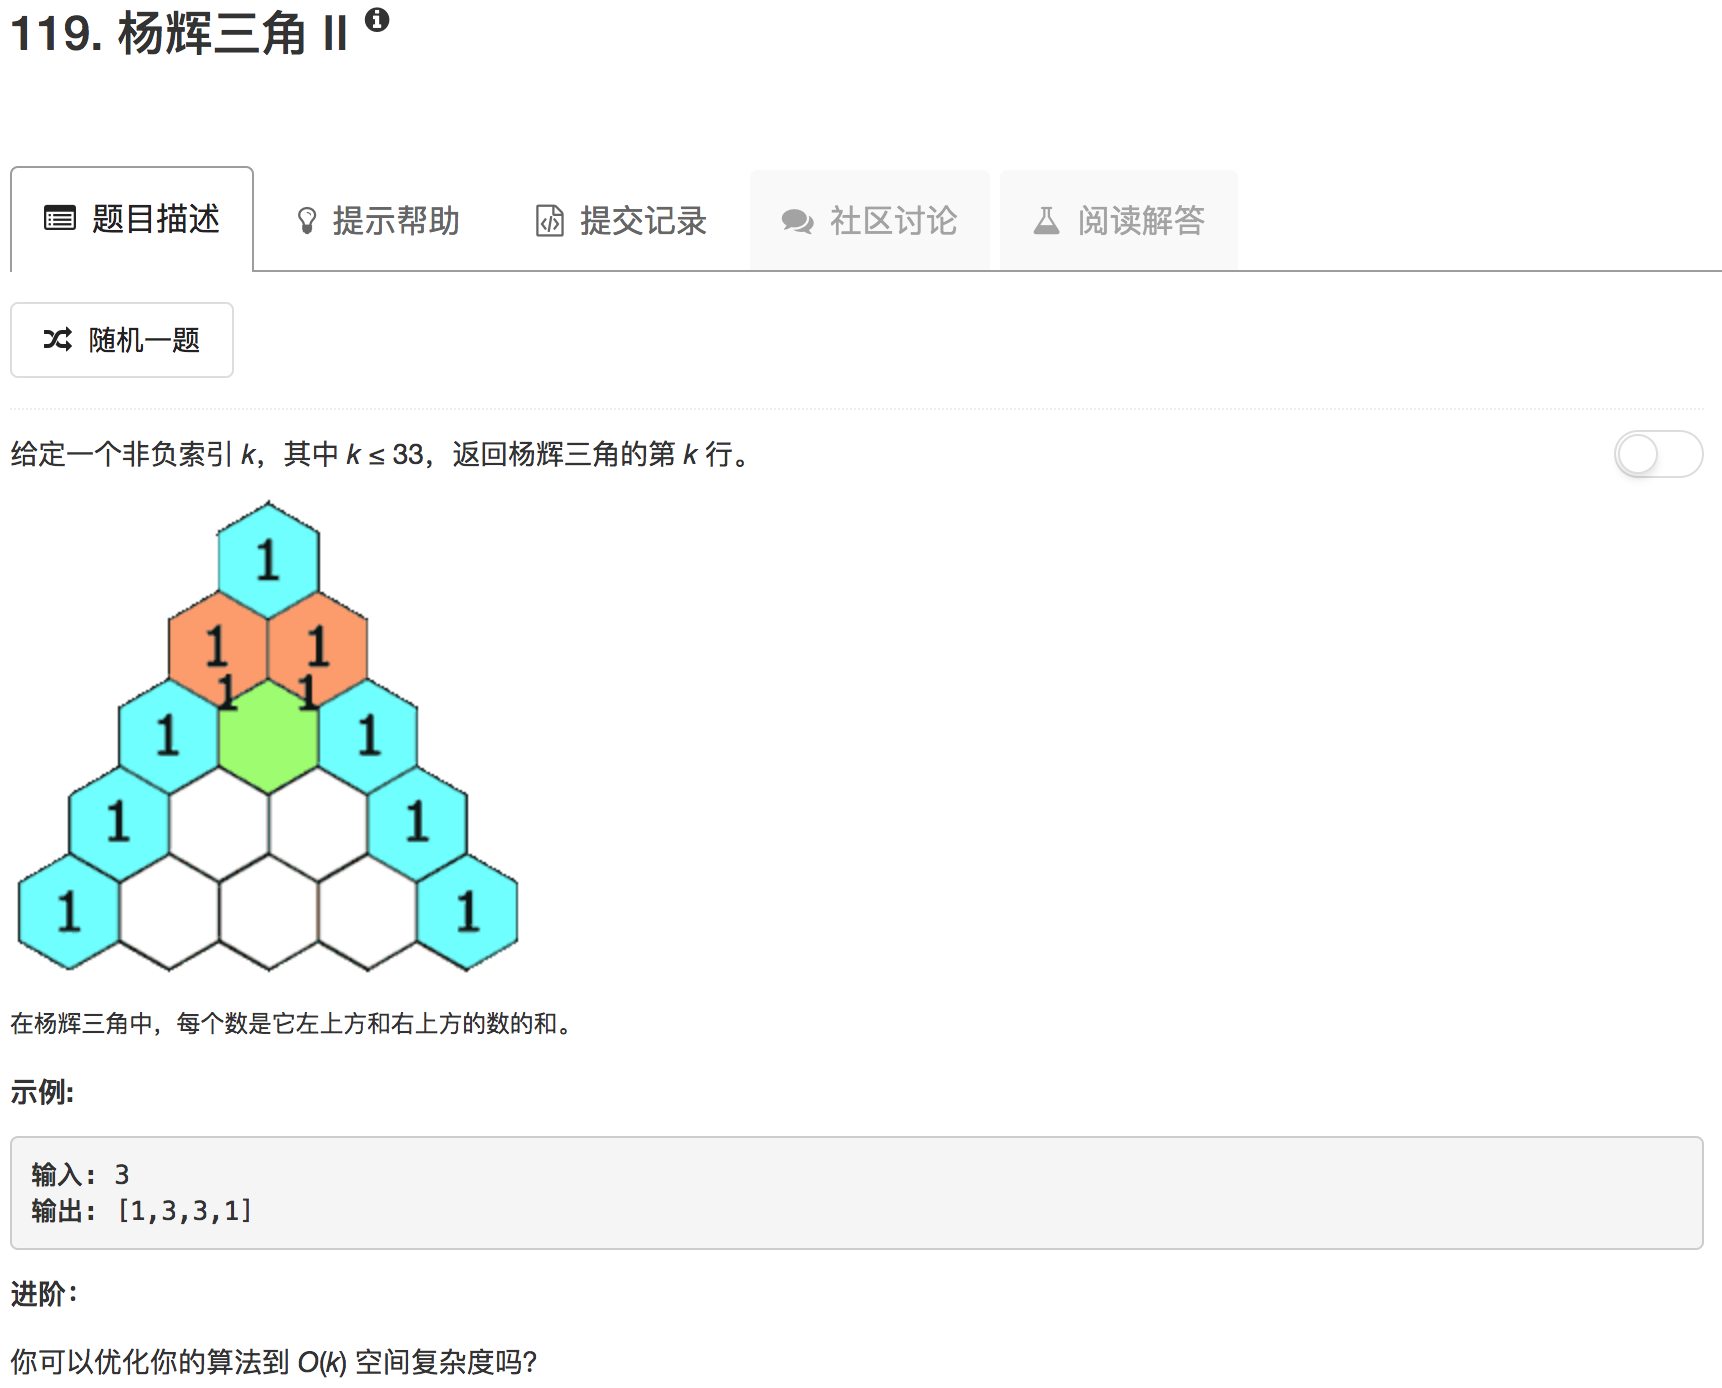 119. 杨辉三角 II
题目描述 提示帮助 提交记录 社区讨论 阅读解答
随机一题
给定一个非负索引 k，其中 k ≤ 33，返回杨辉三角的第 k 行。
1
1 1
1 1
1 1
1 1
1 1
在杨辉三角中，每个数是它左上方和右上方的数的和。
示例:
输入: 3
输出: [1,3,3,1]
进阶：
你可以优化你的算法到 O(k) 空间复杂度吗？